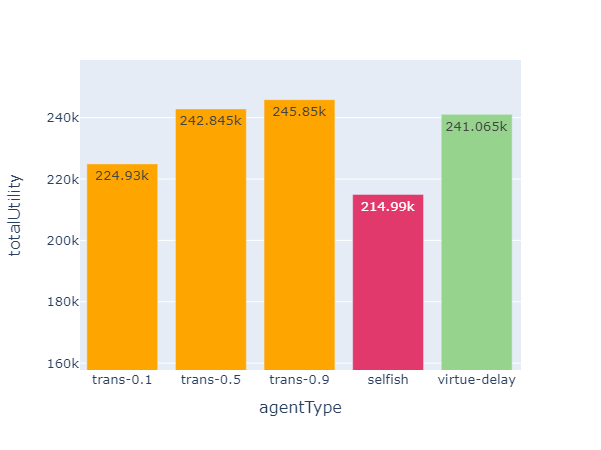 240k
220k
200k
180k
160k
totalUtility
224.93k
242.845k
245.85k
214.99k
241.065k
trans-0.1
trans-0.5
trans-0.9
selfish
virtue-delay
agentType